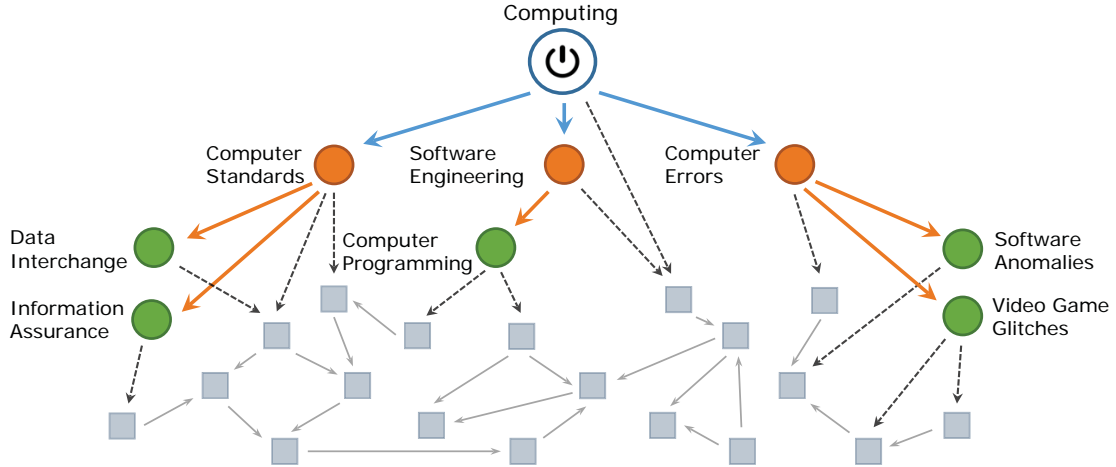 Computing
Computer
Standards
Software
Engineering
Computer
Errors
Data
Interchange
Computer
Programming
Software
Anomalies
Information
Assurance
Video Game
Glitches